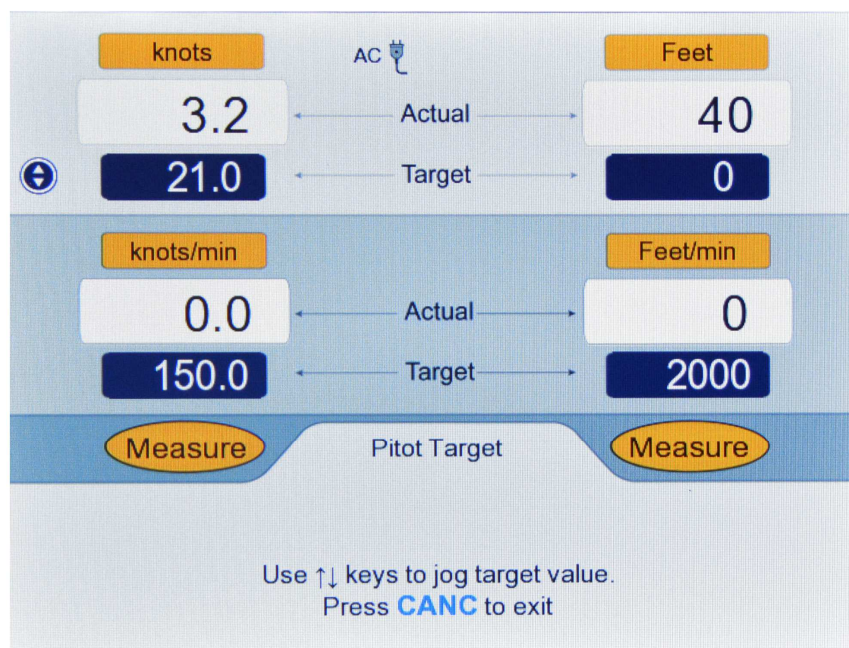 knots AC Feet
3.2 Actual 40
21.0 Target 0
knots/min Feet/min
0.0 Actual 0
150.0 Target 2000
Measure Pitot Target Measure
Use ↑↓ keys to jog target value.
Press CANC to exit